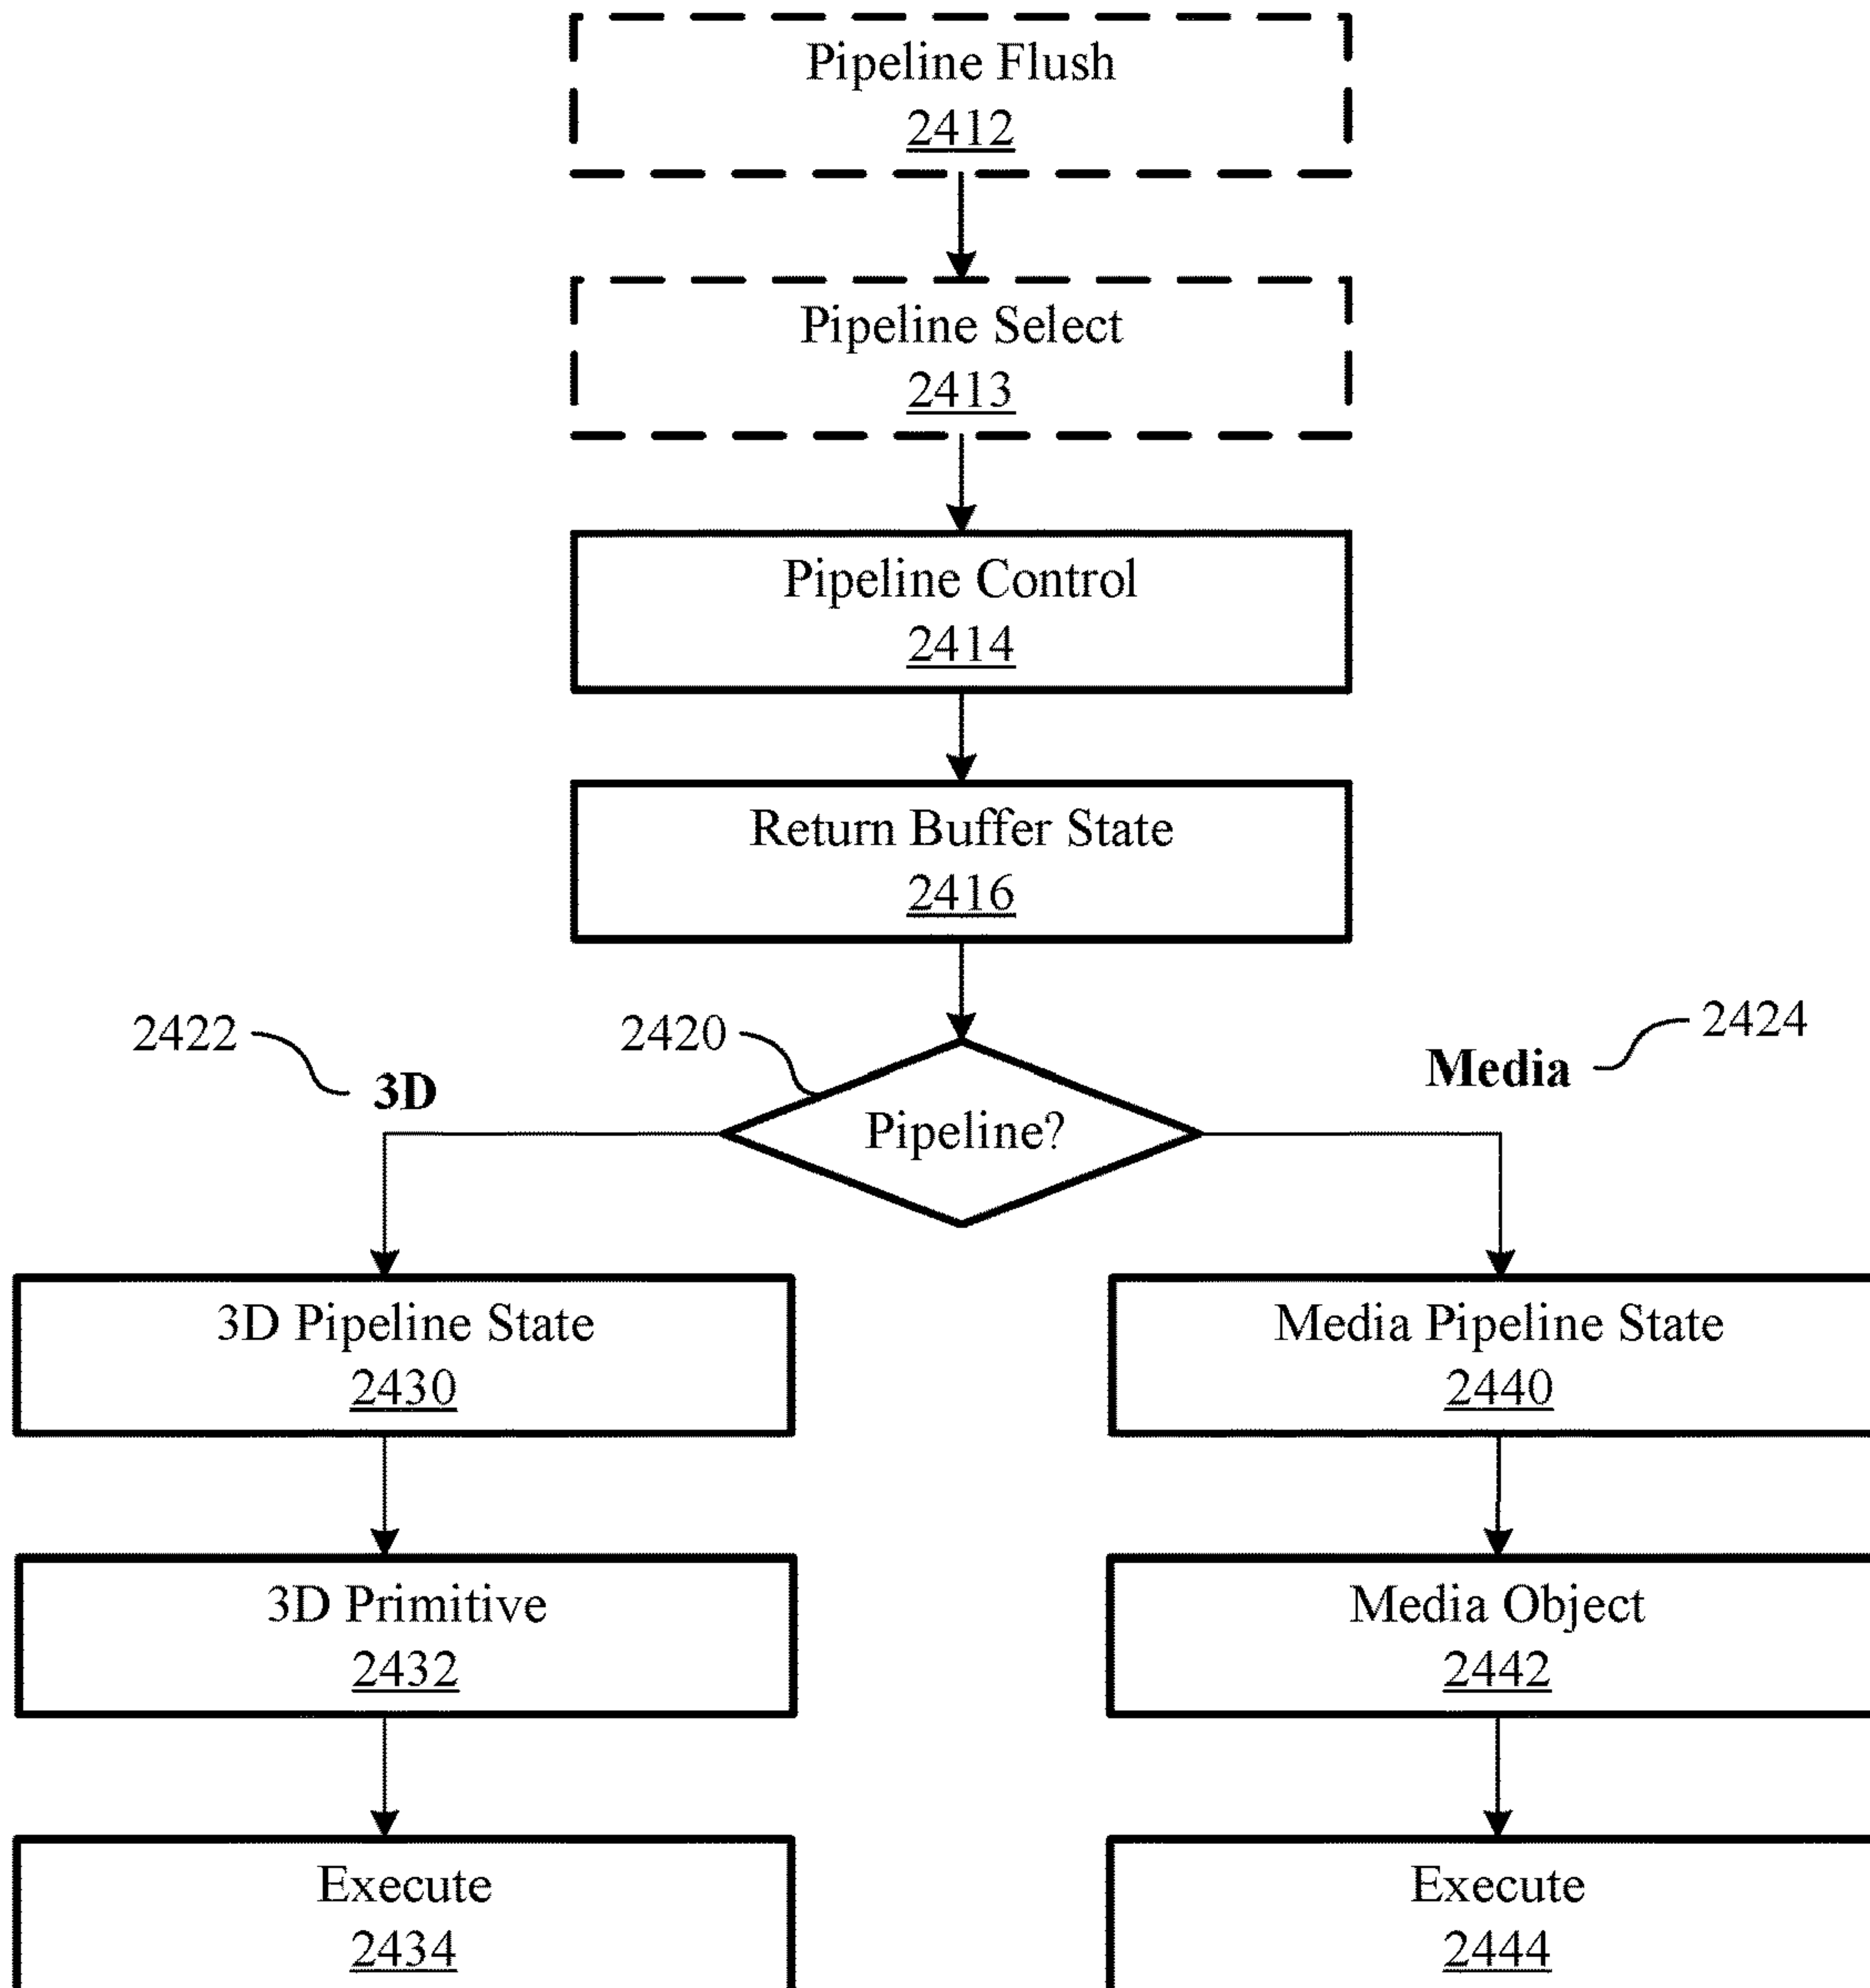 Pipeline Flush
2412
Pipeline Select
2413
Pipeline Control
2414
Return Buffer State
2416
2422
2420
2424
3D
Media
Pipeline?
3D Pipeline State
2430
Media Pipeline State
2440
3D Primitive
2432
Media Object
2442
Execute
2434
Execute
2444